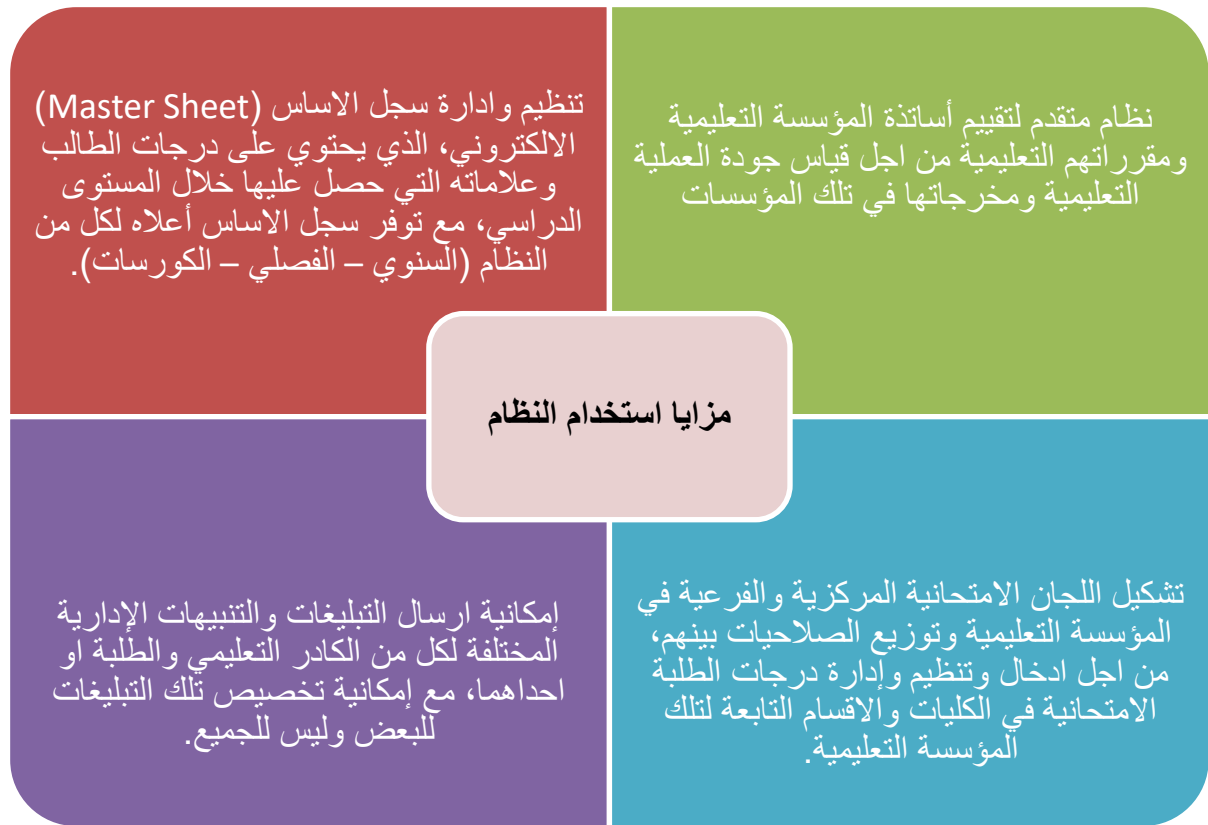 نظام متقدم لتقييم أساتذة المؤسسة التعليمية
ومقرراتهم التعليمية من اجل قياس جودة العملية
التعليمية ومخرجاتها في تلك المؤسسات
تنظيم وادارة سجل الاساس (Master Sheet)
الالكتروني، الذي يحتوي على درجات الطالب
وعلاماته التي حصل عليها خلال المستوى
الدراسي، مع توفر سجل الاساس أعلاه لكل من
النظام (السنوي – الفصلي – الكورسات).
مزايا استخدام النظام
تشكيل اللجان الامتحانية المركزية والفرعية في
المؤسسة التعليمية وتوزيع الصلاحيات بينهم،
من اجل ادخال وتنظيم وإدارة درجات الطلبة
الامتحانية في الكليات والاقسام التابعة لتلك
المؤسسة التعليمية.
إمكانية ارسال التبليغات والتنبيهات الإدارية
المختلفة لكل من الكادر التعليمي والطلبة او
احداهما، مع إمكانية تخصيص تلك التبليغات
للبعض وليس للجميع.